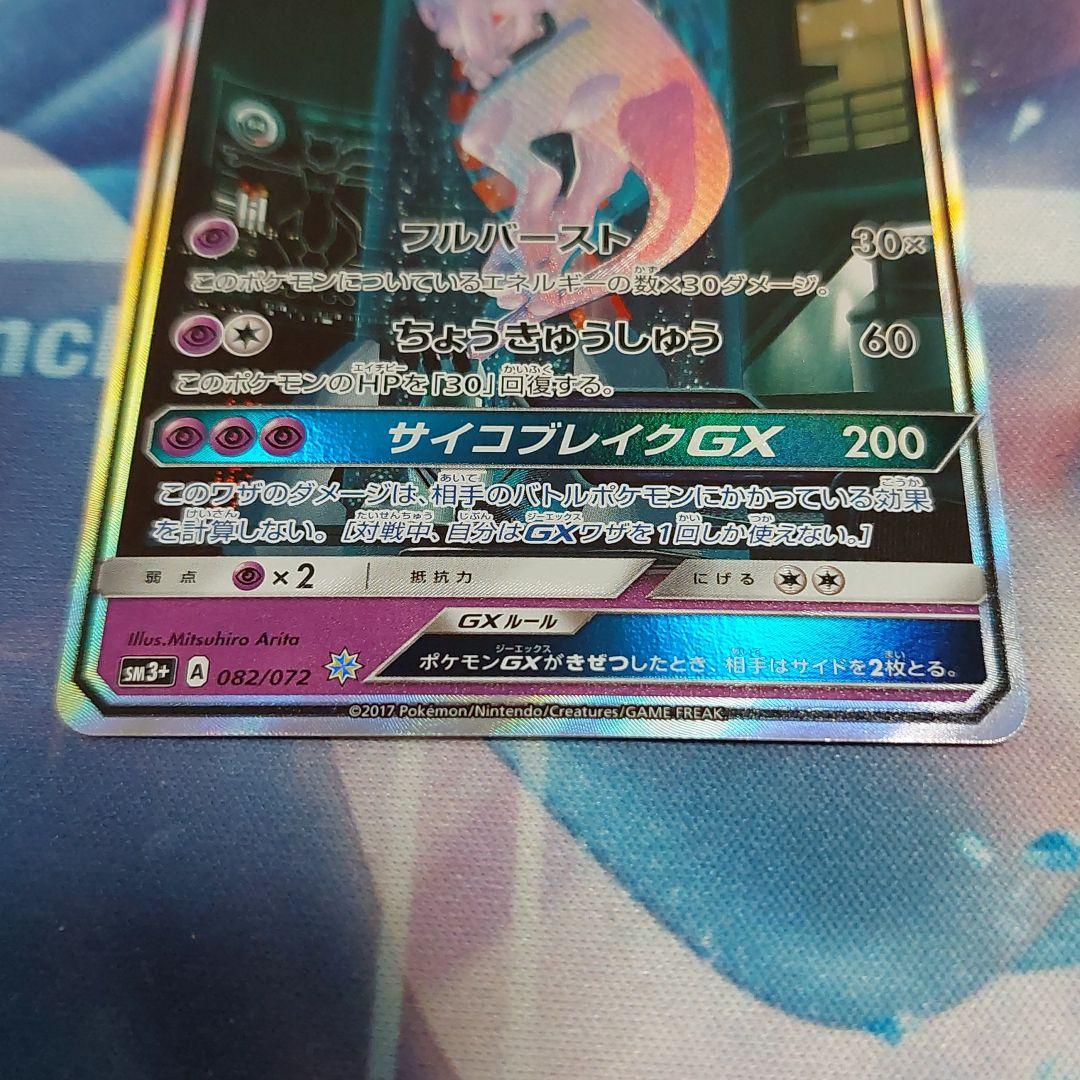 フルバースト 30×
このポケモンについているエネルギーの数×30ダメージ。
ちょうきゅうしゅう 60
このポケモンのHPを「30」回復する。
サイコブレイクGX 200
このワザのダメージは、相手のバトルポケモンにかかっている効果
を計算しない。[対戦中、自分はGXワザを1回しか使えない。]
弱点 ×2 抵抗力 にげる
GXルール
ポケモンGXがきぜつしたとき、相手はサイドを2枚とる。
Illus.Mitsuhiro Arita
SM3+ A 082/072
©2017 Pokémon/Nintendo/Creatures/GAME FREAK.